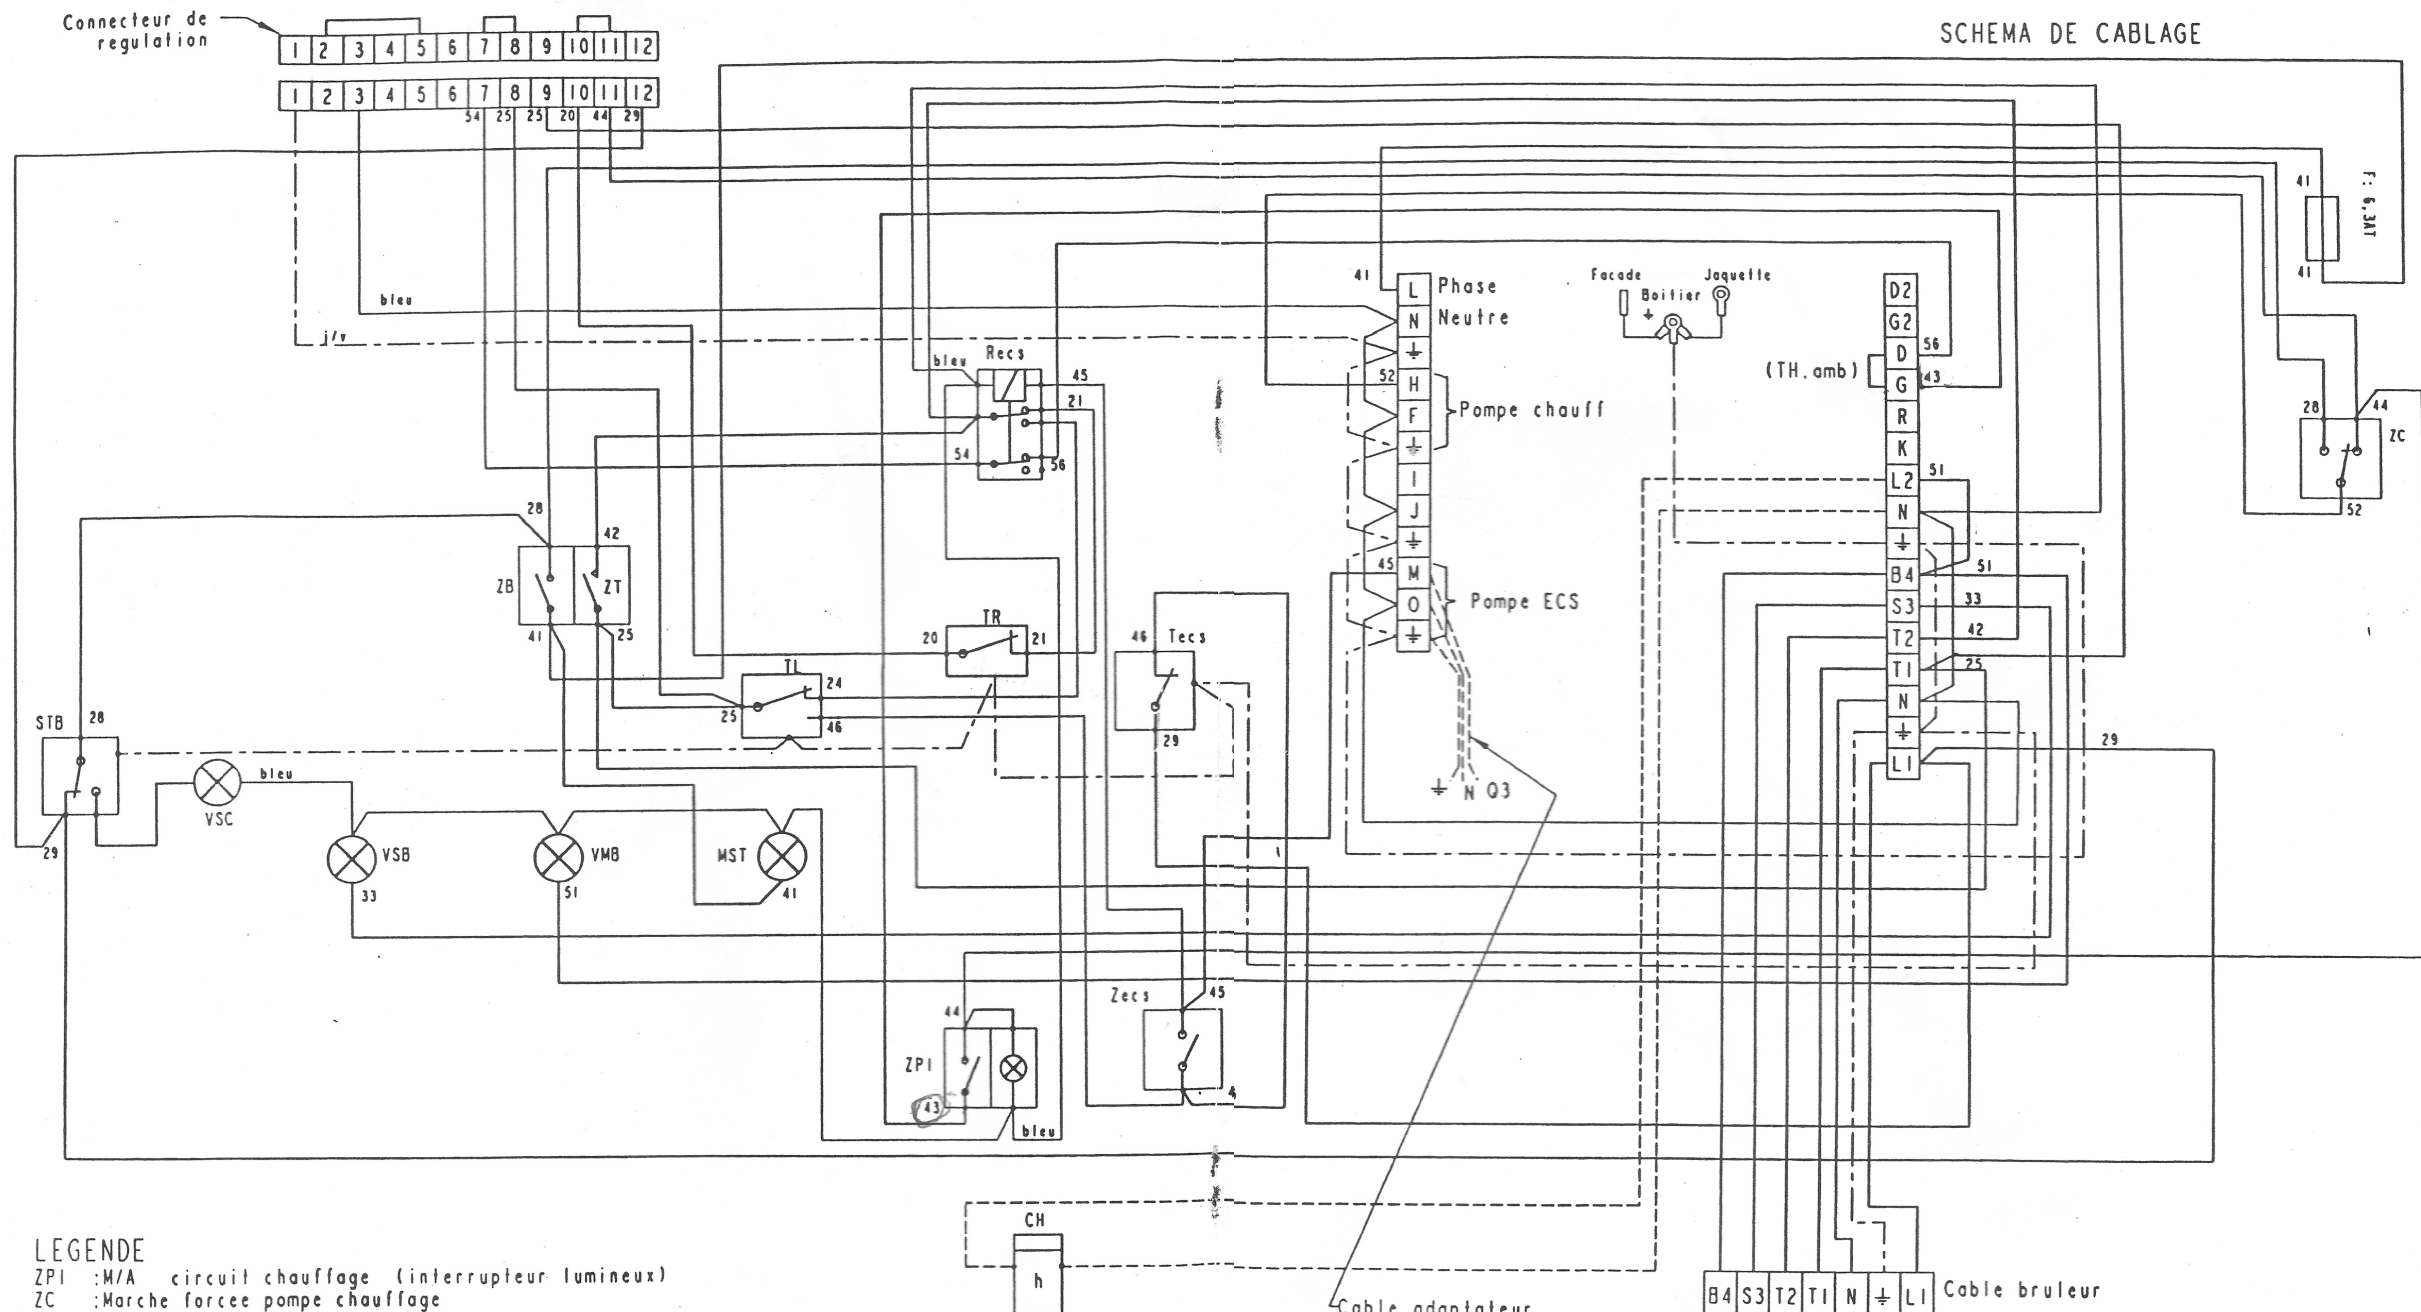 SCHEMA DE CABLAGE
Connecteur de
regulation
1 2 3 4 5 6 7 8 9 10 11 12
1 2 3 4 5 6 7 8 9 10 11 12
54 25 25 20 44 29
41
F: 6,3AT
41
bleu
j/v
41 L Phase
N Neutre
52 H
F
Pompe chauff
I
J
45 M
O
Pompe ECS
N Q3
Facade
Boitier
Jaquette
(TH.amb)
D2
G2
D 56
G 43
R
K
L2 51
N
B4 51
S3 33
T2 42
T1 25
N
L1
29
28 44
ZC
52
bleu
Recs
45
21
54
56
28
42
ZB
ZT
41
25
TR
20 21
TL
24
25
46
46 Tecs
29
STB
28
29
VSC
bleu
VSB
33
VMB
51
MST
41
44
ZP1
43
bleu
Zecs
45
4
CH
h
Cable adaptateur
B4 S3 T2 T1 N L1
Cable bruleur
LEGENDE
ZP1 :M/A circuit chauffage (interrupteur lumineux)
ZC :Marche forcee pompe chauffage